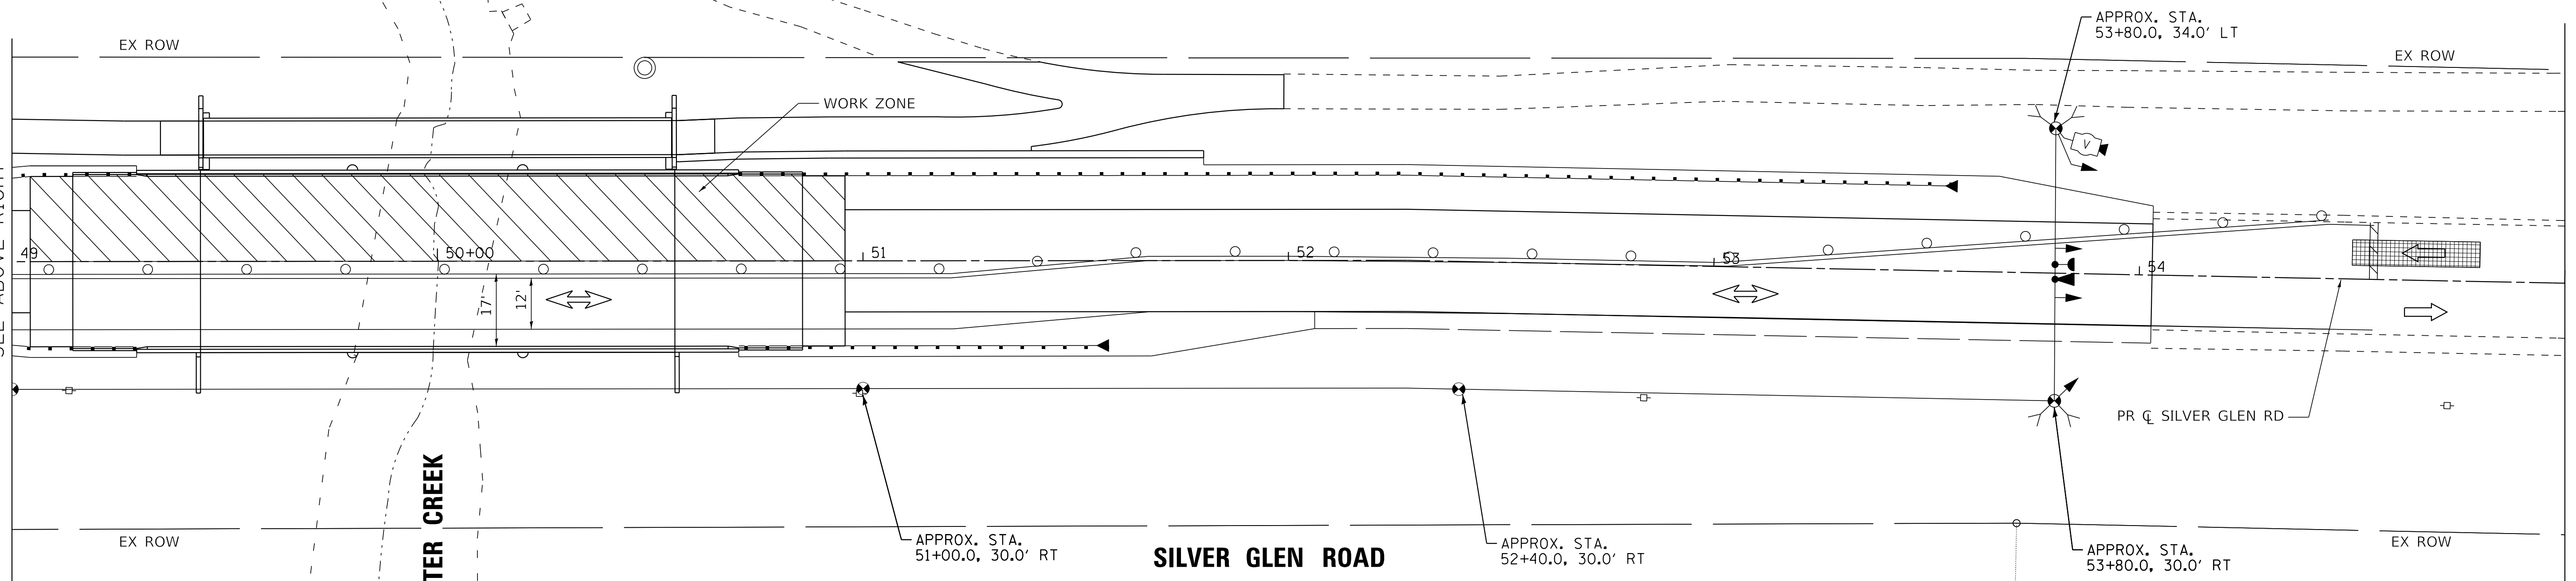 APPROX. STA.
53+80.0, 34.0' LT
EX ROW
EX ROW
WORK ZONE
V
49
50+00
51
52
53
54
17'
12'
PR ℄ SILVER GLEN RD
EX ROW
APPROX. STA.
51+00.0, 30.0' RT
SILVER GLEN ROAD
APPROX. STA.
52+40.0, 30.0' RT
EX ROW
APPROX. STA.
53+80.0, 30.0' RT
TER CREEK